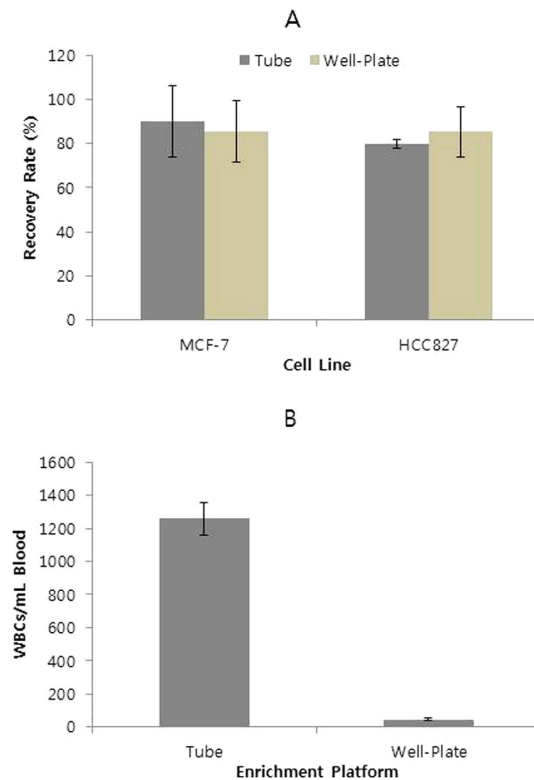 A
Tube Well-Plate
120
100
80
60
40
20
0
Recovery Rate (%)
MCF-7 HCC827
Cell Line
B
1600
1400
1200
1000
800
600
400
200
0
WBCs/mL Blood
Tube Well-Plate
Enrichment Platform